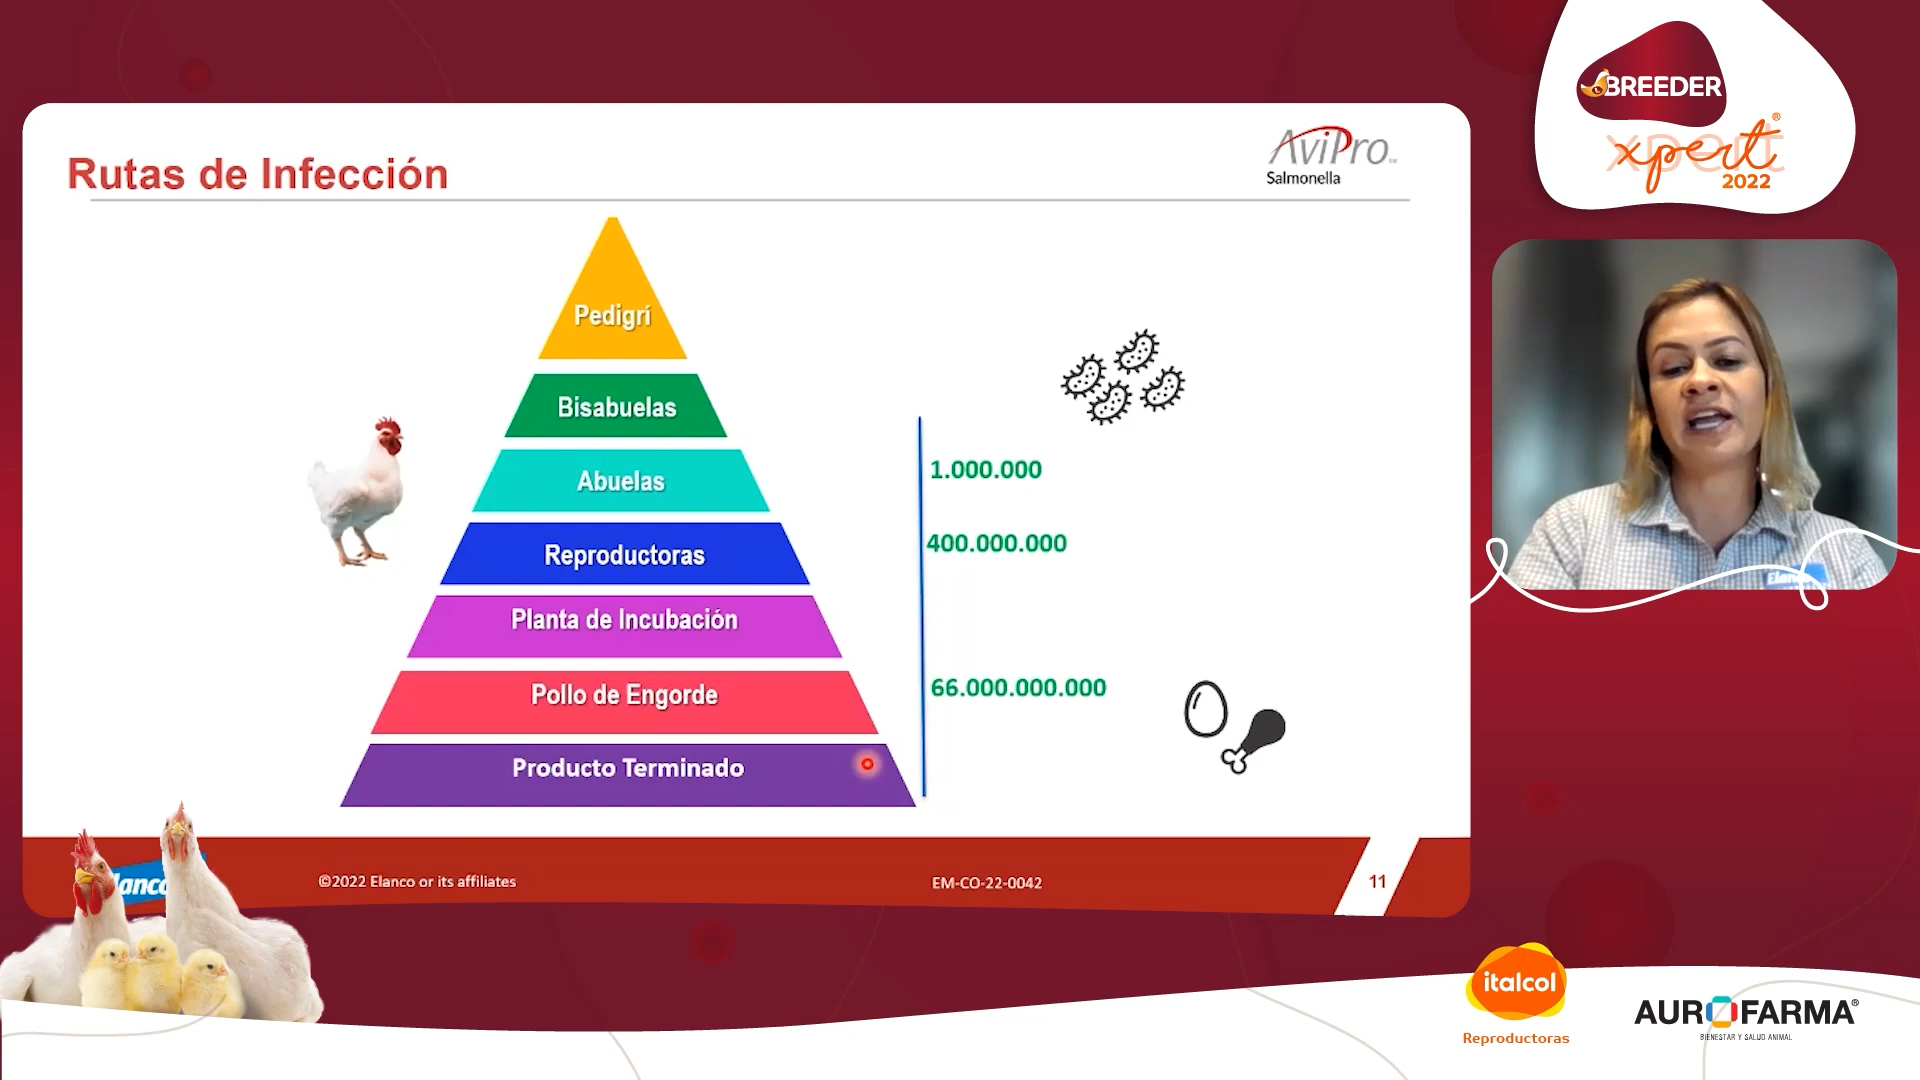 BREEDER
xpert®
2022
Rutas de Infección
AviPro
Salmonella
Pedigrí
Bisabuelas
Abuelas
Reproductoras
Planta de Incubación
Pollo de Engorde
Producto Terminado
1.000.000
400.000.000
66.000.000.000
Elanco
lanco
©2022 Elanco or its affiliates
EM-CO-22-0042
11
italcol
Reproductoras
AUROFARMA®
BIENESTAR Y SALUD ANIMAL